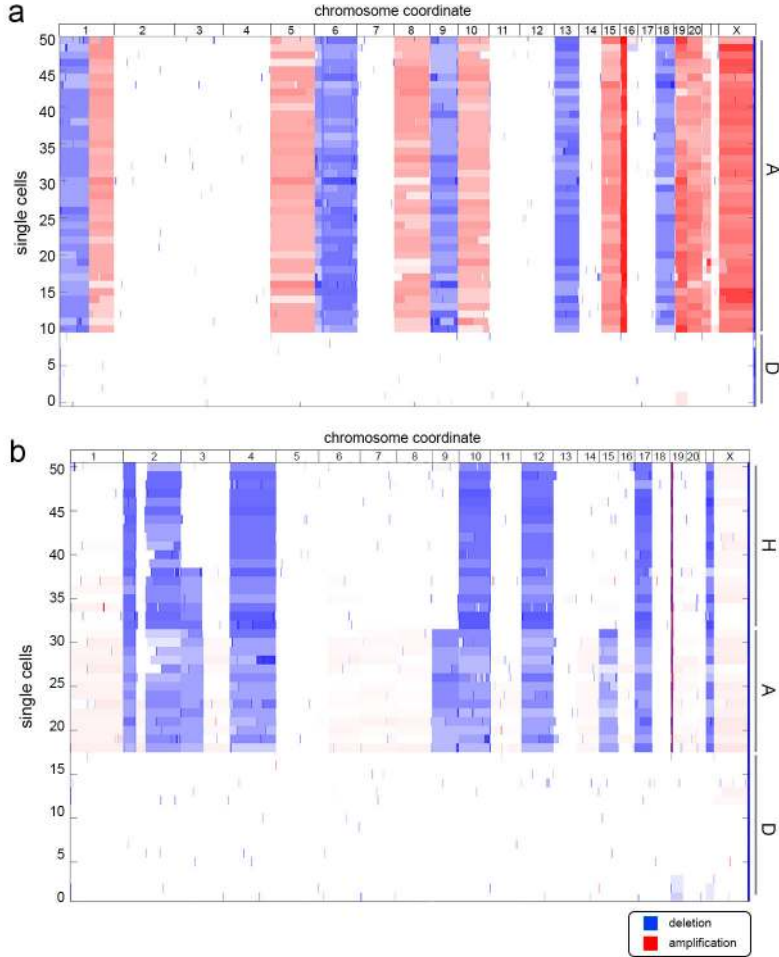 a
chromosome coordinate
1 2 3 4 5 6 7 8 9 10 11 12 13 14 15 16 17 18 19 20 X
single cells
50
45
40
35
30
25
20
15
10
5
0
A
D
b
chromosome coordinate
1 2 3 4 5 6 7 8 9 10 11 12 13 14 15 16 17 18 19 20 X
single cells
50
45
40
35
30
25
20
15
10
5
0
H
A
D
deletion
amplification